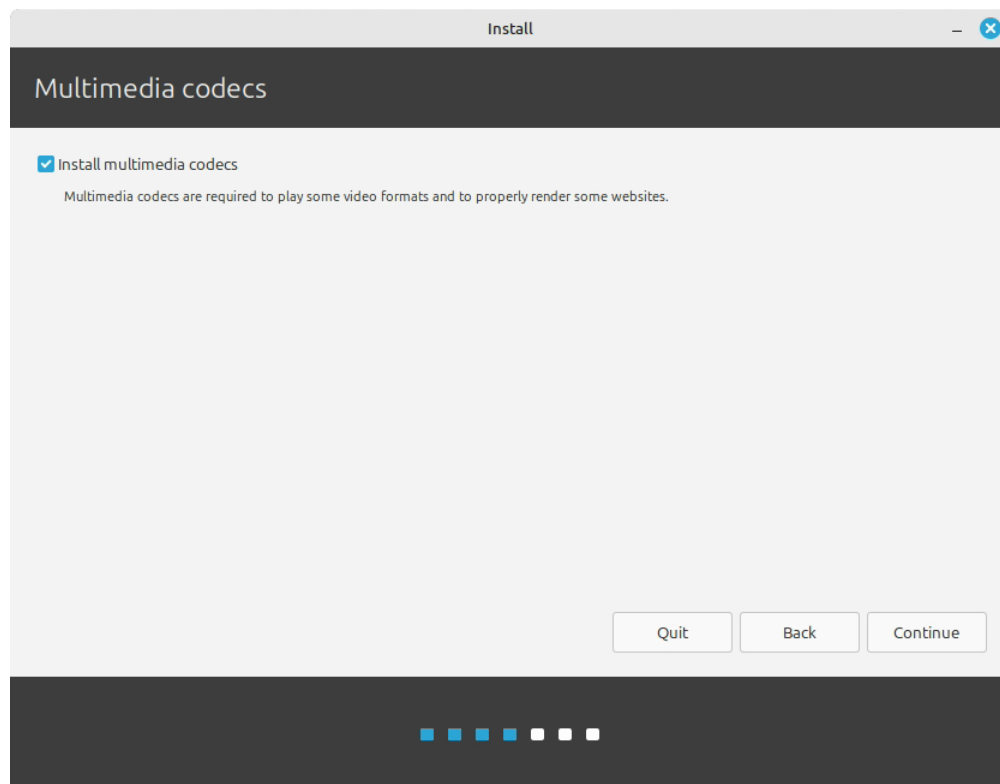 Install
Multimedia codecs
Install multimedia codecs
Multimedia codecs are required to play some video formats and to properly render some websites.
Quit Back Continue